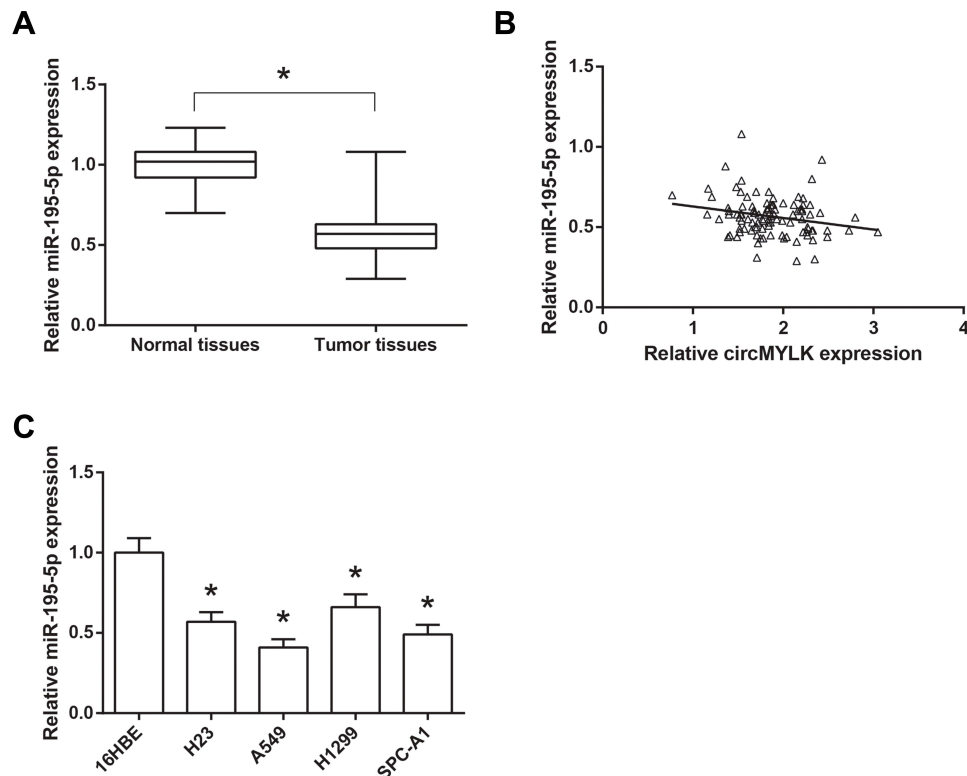 A
Relative miR-195-5p expression
1.5
1.0
0.5
0.0
*
Normal tissues
Tumor tissues
B
Relative miR-195-5p expression
1.5
1.0
0.5
0.0
0
1
2
3
4
Relative circMYLK expression
C
Relative miR-195-5p expression
1.5
1.0
0.5
0.0
*
*
*
*
16HBE
H23
A549
H1299
SPC-A1